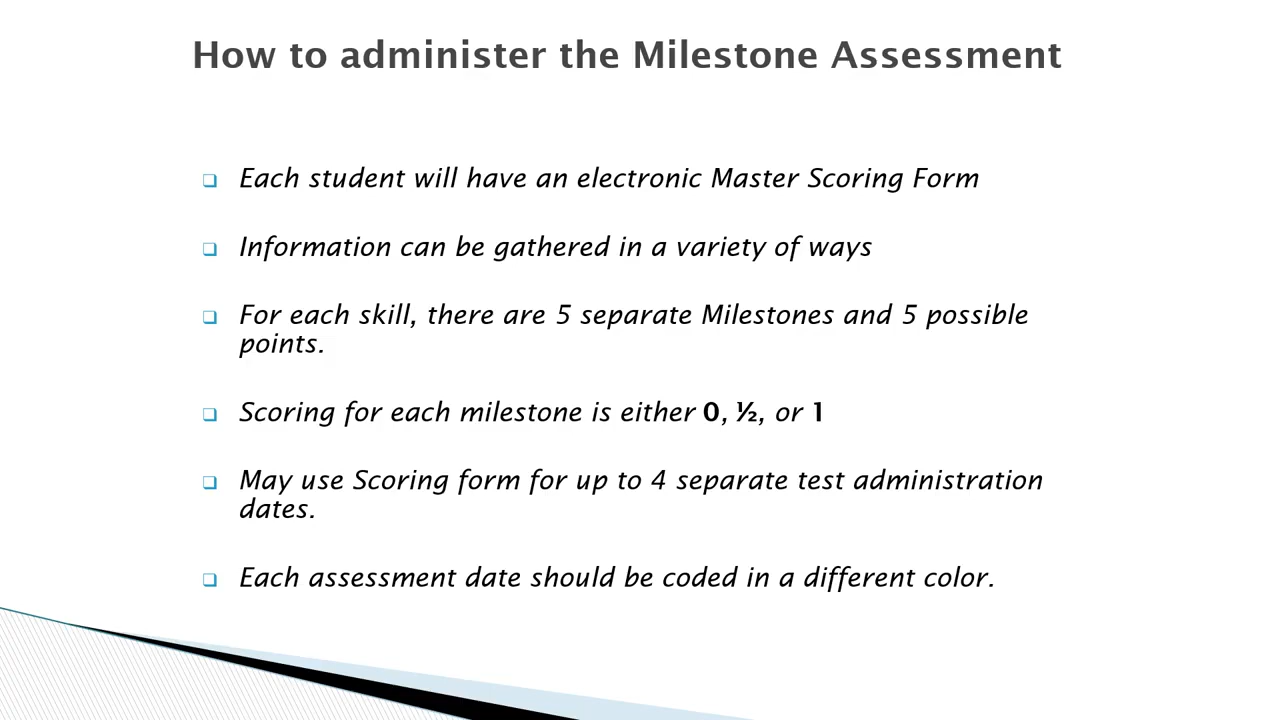 How to administer the Milestone Assessment
❑ Each student will have an electronic Master Scoring Form
❑ Information can be gathered in a variety of ways
❑ For each skill, there are 5 separate Milestones and 5 possible
points.
❑ Scoring for each milestone is either 0, ½, or 1
❑ May use Scoring form for up to 4 separate test administration
dates.
❑ Each assessment date should be coded in a different color.